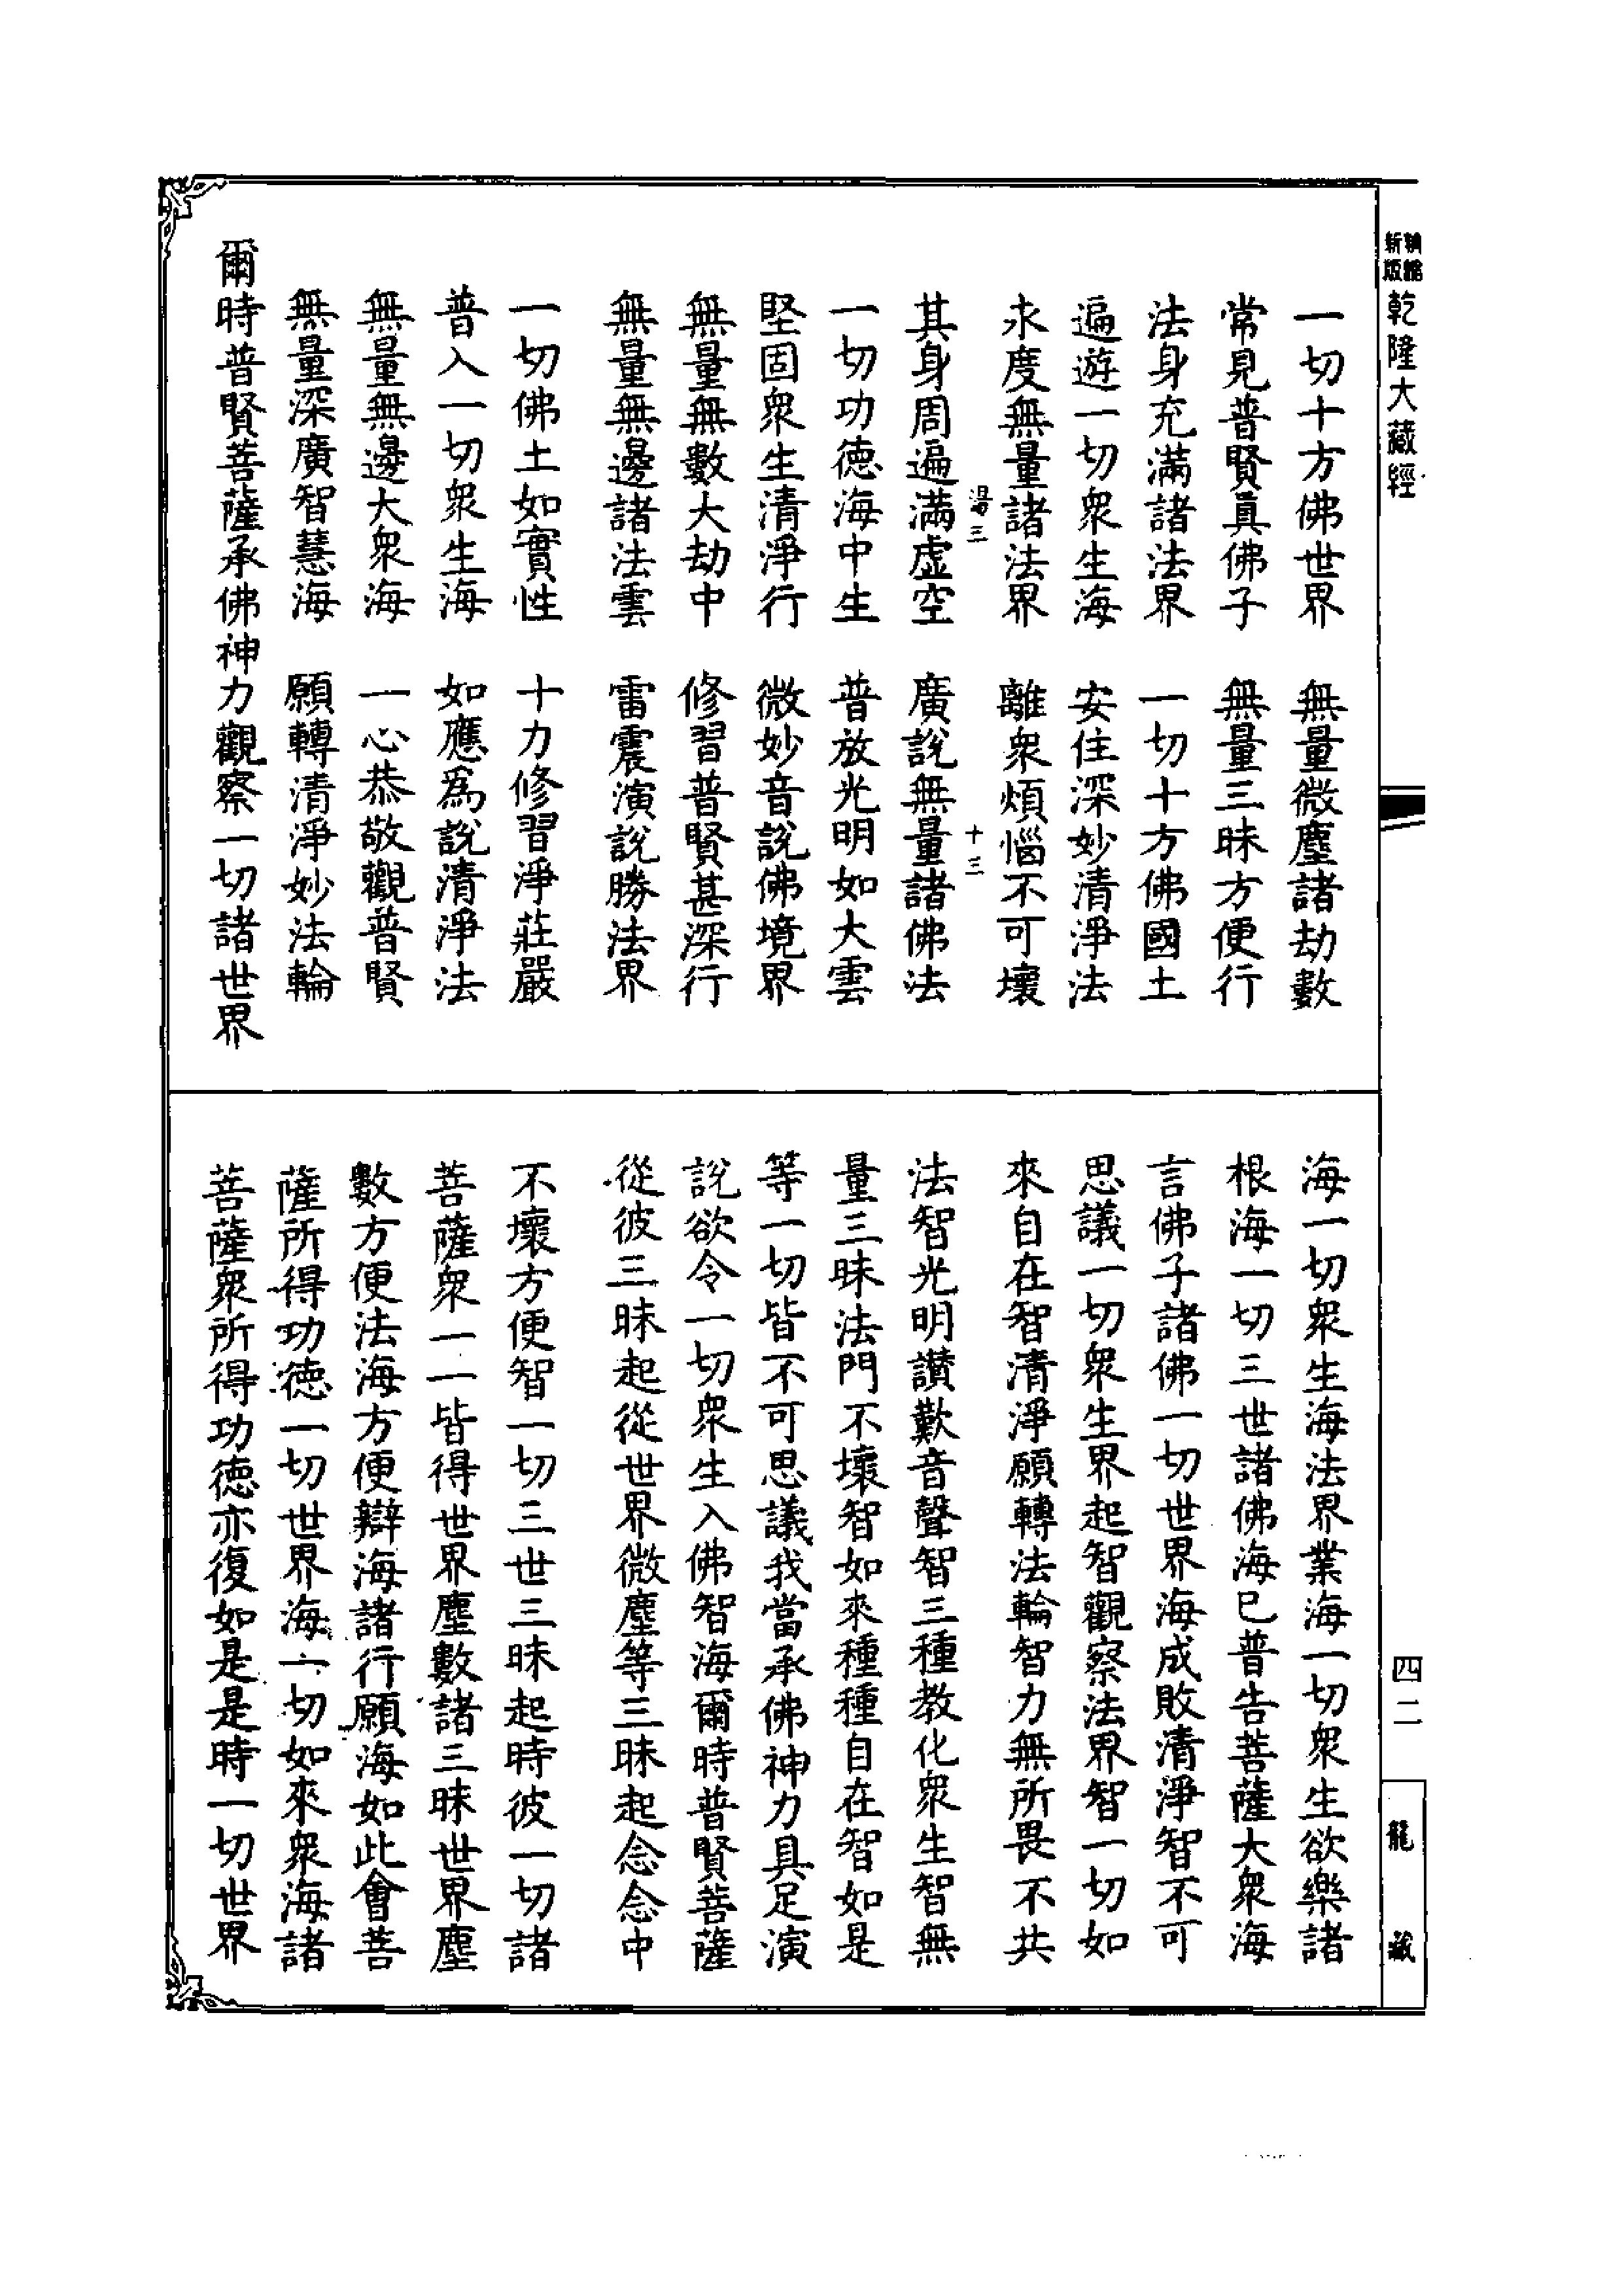 新版
精縮
乾隆大藏經
一切十方佛世界　無量微塵諸劫數
常見普賢真佛子　無量三昧方便行
法身充滿諸法界　一切十方佛國土
遍遊一切眾生海　安住深妙清淨法
永度無量諸法界　離眾煩惱不可壞
湯三　十三
其身周遍滿虛空　廣說無量諸佛法
一切功德海中生　普放光明如大雲
堅固眾生清淨行　微妙音說佛境界
無量無數大劫中　修習普賢甚深行
無量無邊諸法雲　雷震演說勝法界
一切佛土如實性　十力修習淨莊嚴
普入一切眾生海　如應為說清淨法
無量無邊大眾海　一心恭敬觀普賢
無量深廣智慧海　願轉清淨妙法輪
爾時普賢菩薩承佛神力觀察一切諸世界
海一切眾生海法界業海一切眾生欲樂諸
根海一切三世諸佛海已普告菩薩大眾海
言佛子諸佛一切世界海成敗清淨智不可
思議一切眾生界起智觀察法界智一切如
來自在智清淨願轉法輪智力無所畏不共
法智光明讚歎音聲智三種教化眾生智無
量三昧法門不壞智如來種種自在智如是
等一切皆不可思議我當承佛神力具足演
說欲令一切眾生入佛智海爾時普賢菩薩
從彼三昧起從世界微塵等三昧起念念中
不壞方便智一切三世三昧起時彼一切諸
菩薩眾一一皆得世界塵數諸三昧世界塵
數方便法海方便辯海諸行願海如此會菩
薩所得功德一切世界海一切如來眾海諸
菩薩眾所得功德亦復如是是時一切世界
四二
龍藏